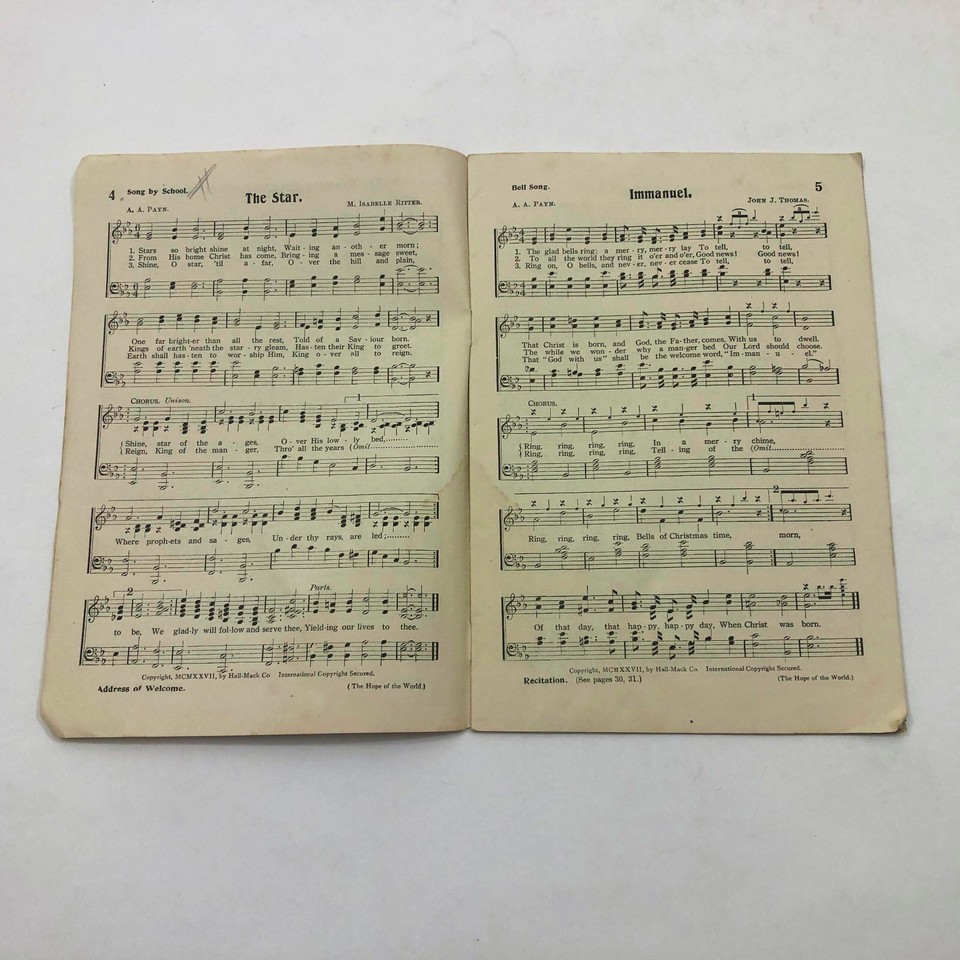 4 Song by School.
The Star.
A. A. PAYN. M. ISABELLE RITTER.
1. Stars so bright shine at night, Wait - ing an - oth - er morn;
2. From His home Christ has come, Bring - ing a mes - sage sweet,
3. Shine, O star, 'til a - far, O - ver the hill and plain,
One far bright-er than all the rest, Told of a Sav - iour born.
Kings of earth 'neath the star - ry gleam, Has - ten their King to greet.
Earth shall has - ten to wor - ship Him, King o - ver all to reign.
CHORUS. Unison. 1
Shine, star of the a - ges, O - ver His low - ly bed,
Reign, King of the man - ger, Thro' all the years (Omit
Where proph-ets and sa - ges, Un - der thy rays, are led;
2 Parts.
to be, We glad-ly will fol-low and serve thee, Yield-ing our lives to thee.
Copyright, MCMXXVII, by Hall-Mack Co International Copyright Secured.
Address of Welcome. (The Hope of the World.)
Bell Song. 5
Immanuel.
A. A. PAYN. JOHN J. THOMAS.
1. The glad bells ring a mer - ry, mer - ry lay To tell, to tell,
2. To all the world they ring it o'er and o'er, Good news! Good news!
3. Ring on, O bells, and nev - er, nev - er cease To tell, to tell,
That Christ is born, and God, the Fa - ther, comes, With us to dwell.
The while we won - der why a man-ger bed Our Lord should choose.
That "God with us" shall be the welcome word, "Im - man - u - el."
CHORUS. 1
Ring, ring, ring, ring, In a mer - ry chime,
Ring, ring, ring, ring, Tell - ing of the (Omit
2
Ring, ring, ring, ring, Bells of Christmas time, morn,
Of that day, that hap - py, hap - py day, When Christ was born.
Copyright, MCMXXVII, by Hall-Mack Co International Copyright Secured.
Recitation. (See pages 30, 31.) (The Hope of the World.)